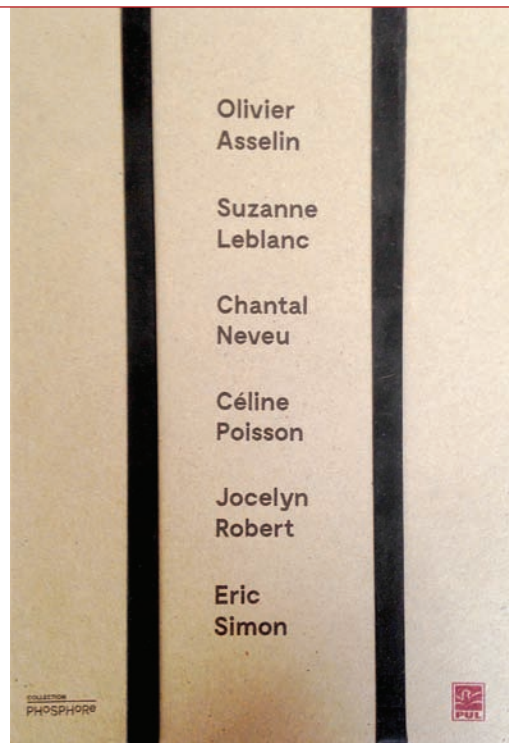 Olivier
Asselin
Suzanne
Leblanc
Chantal
Neveu
Céline
Poisson
Jocelyn
Robert
Eric
Simon
COLLECTION
PHOSPHORe
PUL